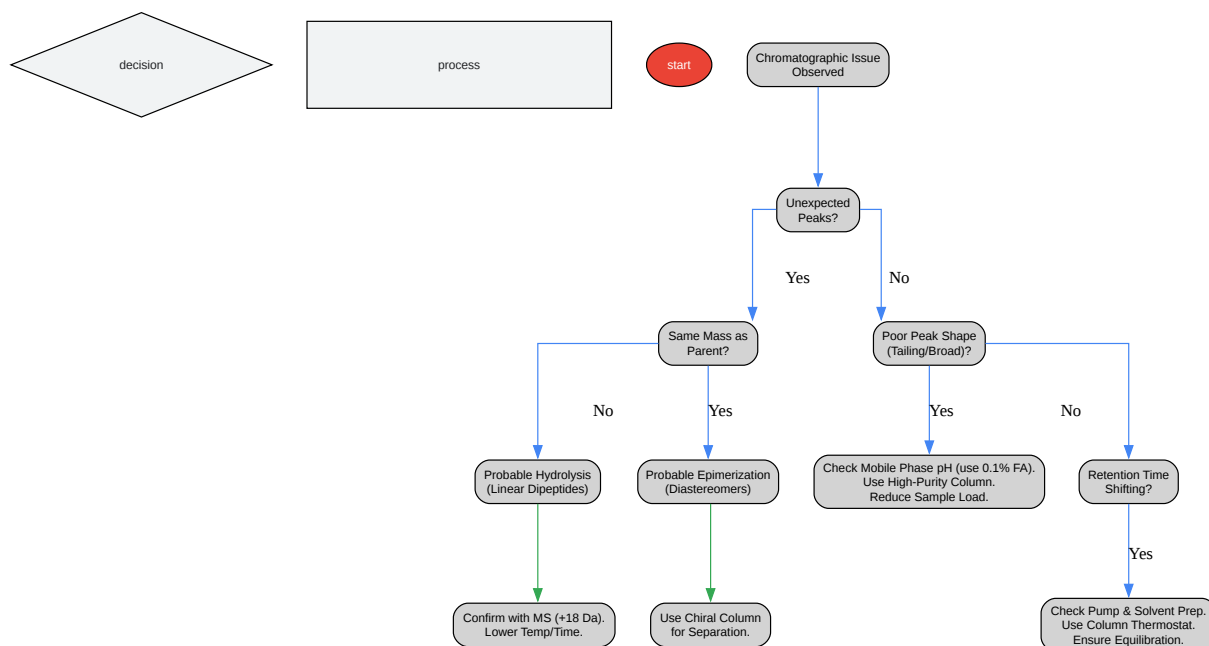 decision
process
start
Chromatographic Issue
Observed
Unexpected
Peaks?
Yes
No
Same Mass as
Parent?
Poor Peak Shape
(Tailing/Broad)?
No
Yes
Yes
No
Probable Hydrolysis
(Linear Dipeptides)
Probable Epimerization
(Diastereomers)
Check Mobile Phase pH (use 0.1% FA).
Use High-Purity Column.
Reduce Sample Load.
Retention Time
Shifting?
Yes
Confirm with MS (+18 Da).
Lower Temp/Time.
Use Chiral Column
for Separation.
Check Pump & Solvent Prep.
Use Column Thermostat.
Ensure Equilibration.